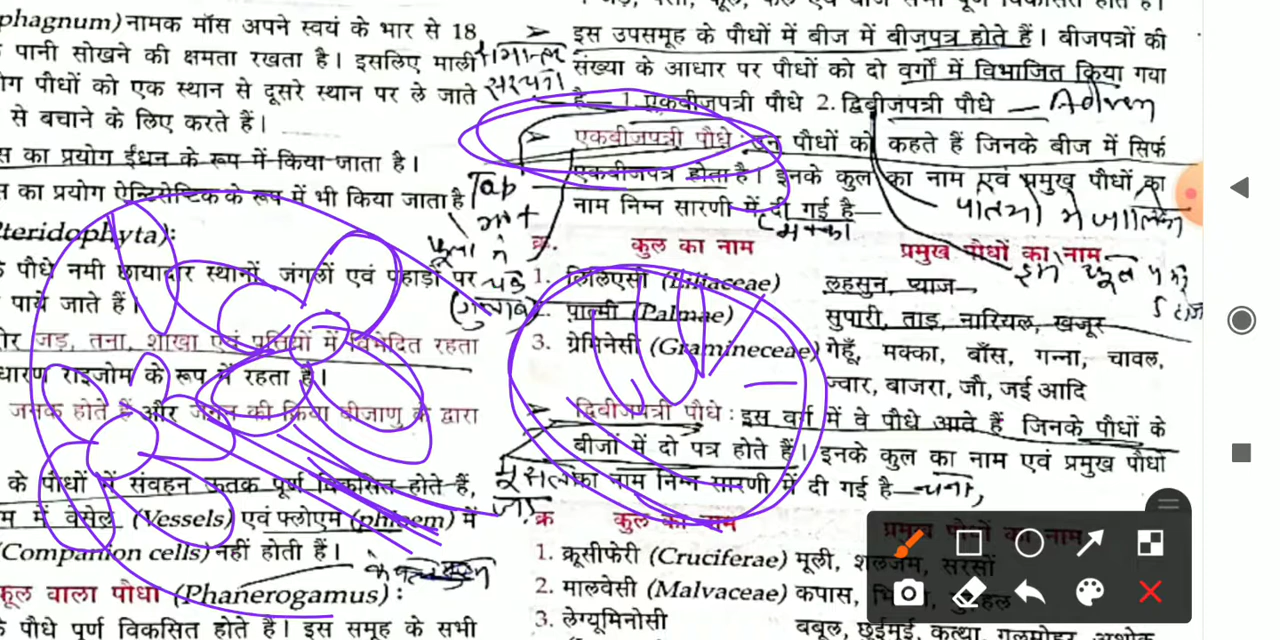 phagnum) नामक मॉस अपने स्वयं के भार से 18
पानी सोखने की क्षमता रखता है। इसलिए माली
ोग पौधों को एक स्थान से दूसरे स्थान पर ले जाते
से बचाने के लिए करते हैं।
स का प्रयोग ईंधन के रूप में किया जाता है।
स का प्रयोग ऐन्टिसेप्टिक के रूप में भी किया जाता है
teridophyta):
पौधे नमी छायादार स्थानों, जंगलों एवं पहाड़ों पर
पाये जाते हैं।
ोर जड़, तना, शाखा एवं पत्तियों में विभेदित रहता
धारण राइजोम के रूप में रहता है।
जनक होते हैं और जनन की क्रिया बीजाणु के द्वारा
के पौधों में संवहन ऊतक पूर्ण विकसित होते हैं,
म में वेसेल (Vessels) एवं फ्लोएम (phloem) में
(Companion cells) नहीं होती हैं।
फूल वाला पौधा (Phanerogamus) :
पौधे पूर्ण विकसित होते हैं। इस समूह के सभी
➢ इस उपसमूह के पौधों में बीज में बीजपत्र होते हैं। बीजपत्रों की
संख्या के आधार पर पौधों को दो वर्गों में विभाजित किया गया
है— 1. एकबीजपत्री पौधे 2. द्विबीजपत्री पौधे
➢ एकबीजपत्री पौधे : उन पौधों को कहते हैं जिनके बीज में सिर्फ
एकबीजपत्र होता है। इनके कुल का नाम एवं प्रमुख पौधों का
नाम निम्न सारणी में दी गई है—
मक्का
क्र. कुल का नाम प्रमुख पौधों का नाम
1. लिलिएसी (Liliaceae) लहसुन, प्याज
2. पाल्मी (Palmae) सुपारी, ताड़, नारियल, खजूर
3. ग्रेमिनेसी (Gramineceae) गेहूँ, मक्का, बाँस, गन्ना, चावल,
ज्वार, बाजरा, जौ, जई आदि
➢ द्विबीजपत्री पौधे : इस वर्ग में वे पौधे आते हैं जिनके पौधों के
बीजों में दो पत्र होते हैं। इनके कुल का नाम एवं प्रमुख पौधों
का नाम निम्न सारणी में दी गई है— चना,
क्र कुल का नाम प्रमुख पौधों का नाम
1. क्रूसीफेरी (Cruciferae) मूली, शलजम, सरसों
2. मालवेसी (Malvaceae) कपास,
3. लेग्यूमिनोसी बबूल, छुईमुई, कत्था, गुलमोहर, अशोक